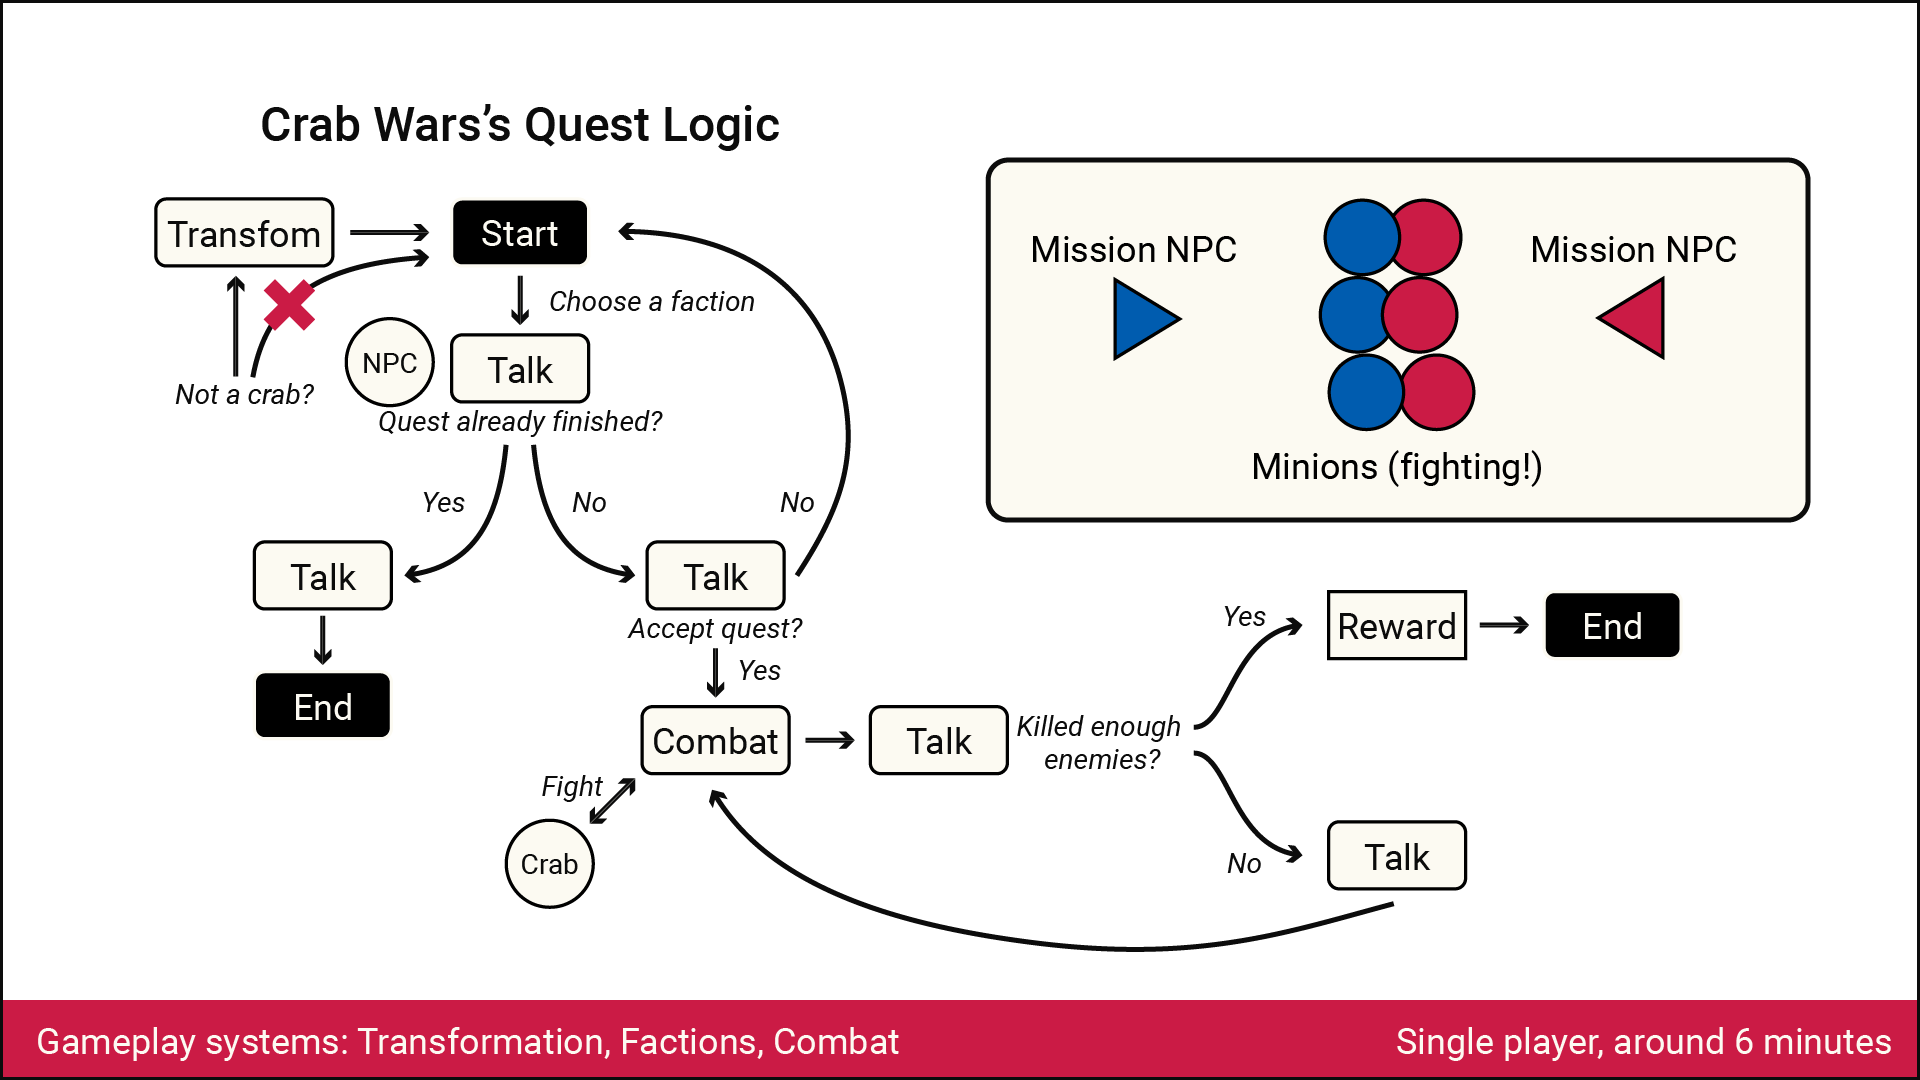 Crab Wars’s Quest Logic
Transfom
Start
Choose a faction
Not a crab?
NPC
Talk
Quest already finished?
Yes
No
No
Talk
Talk
Accept quest?
Yes
End
Combat
Talk
Killed enough
enemies?
Fight
Crab
Yes
Reward
End
No
Talk
Mission NPC
Mission NPC
Minions (fighting!)
Gameplay systems: Transformation, Factions, Combat
Single player, around 6 minutes